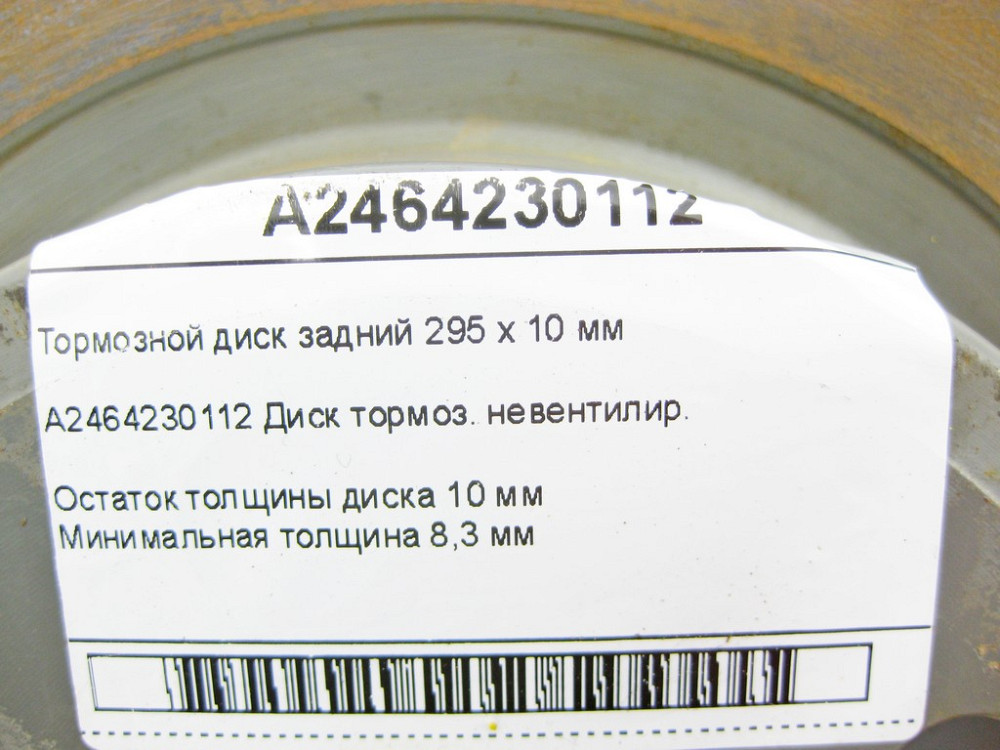 A2464230112
Тормозной диск задний 295 x 10 мм
A2464230112 Диск тормоз. невентилир.
Остаток толщины диска 10 мм
Минимальная толщина 8,3 мм